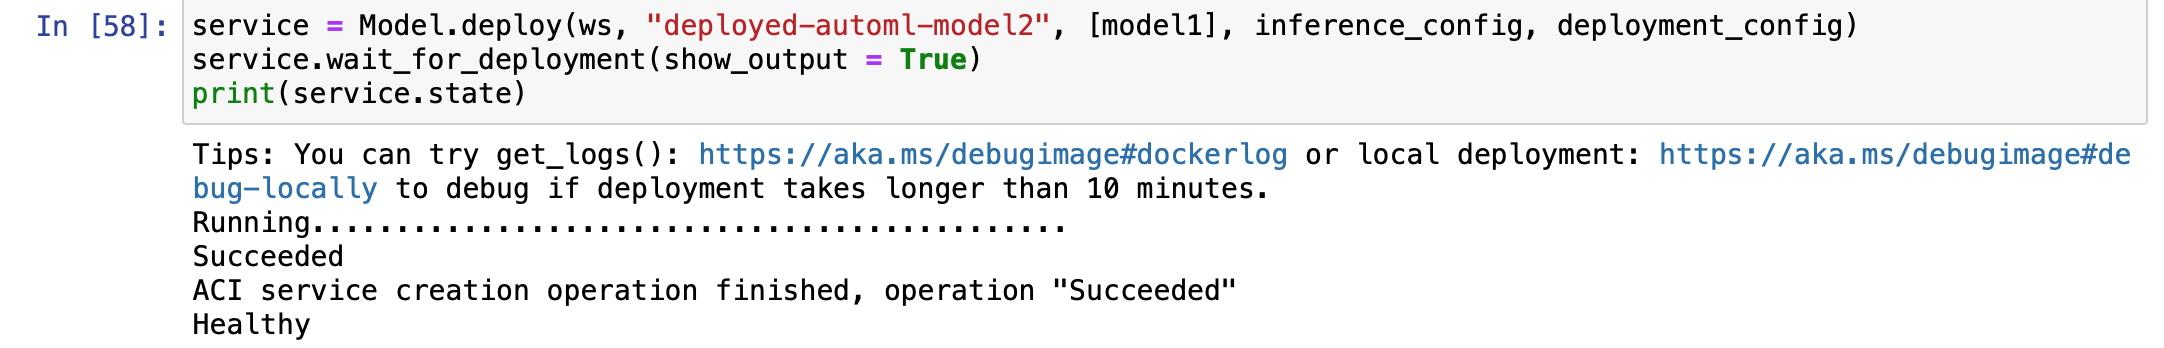 In [58]: service = Model.deploy(ws, "deployed-automl-model2", [model1], inference_config, deployment_config)
service.wait_for_deployment(show_output = True)
print(service.state)
Tips: You can try get_logs(): https://aka.ms/debugimage#dockerlog or local deployment: https://aka.ms/debugimage#de
bug-locally to debug if deployment takes longer than 10 minutes.
Running.............................................
Succeeded
ACI service creation operation finished, operation "Succeeded"
Healthy